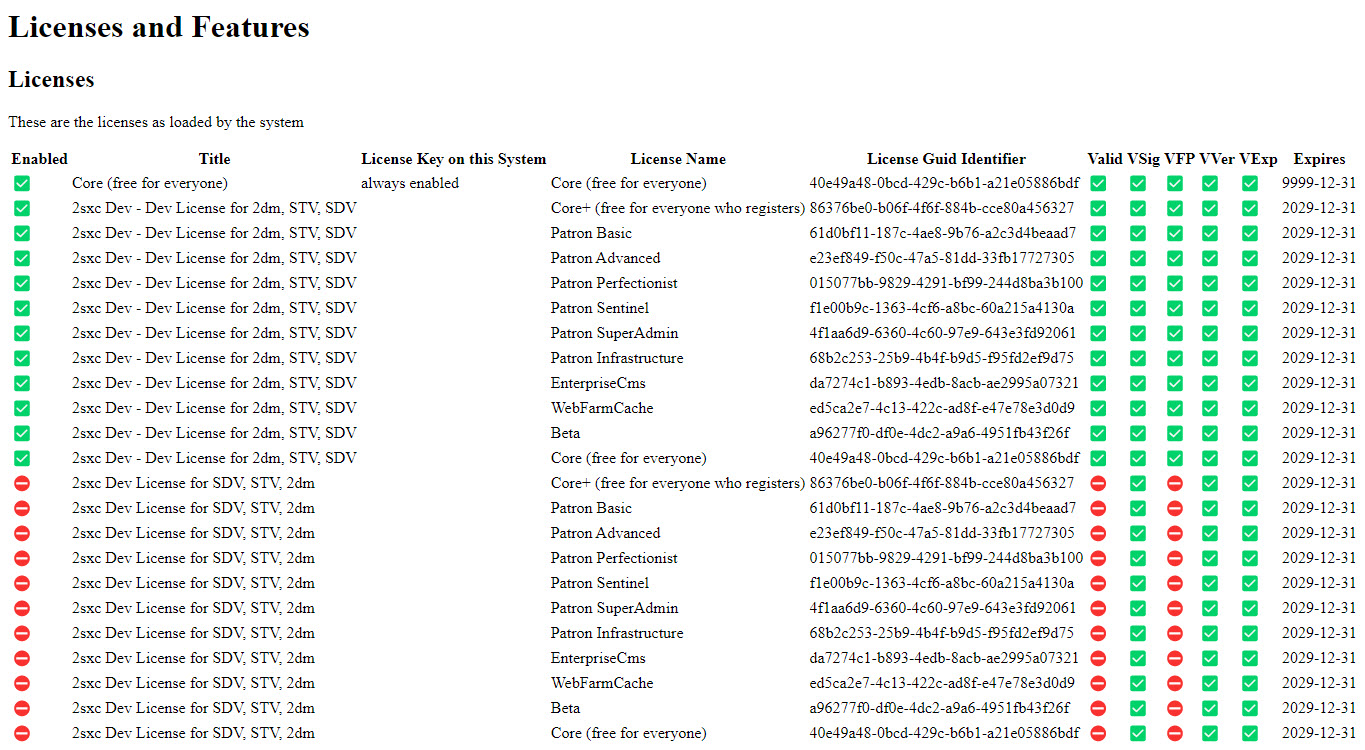 Licenses and Features
Licenses
These are the licenses as loaded by the system
Enabled Title License Key on this System License Name License Guid Identifier Valid VSig VFP VVer VExp Expires
Core (free for everyone) always enabled Core (free for everyone) 40e49a48-0bcd-429c-b6b1-a21e05886bdf 9999-12-31
2sxc Dev - Dev License for 2dm, STV, SDV Core+ (free for everyone who registers) 86376be0-b06f-4f6f-884b-cce80a456327 2029-12-31
2sxc Dev - Dev License for 2dm, STV, SDV Patron Basic 61d0bf11-187c-4ae8-9b76-a2c3d4beaad7 2029-12-31
2sxc Dev - Dev License for 2dm, STV, SDV Patron Advanced e23ef849-f50c-47a5-81dd-33fb17727305 2029-12-31
2sxc Dev - Dev License for 2dm, STV, SDV Patron Perfectionist 015077bb-9829-4291-bf99-244d8ba3b100 2029-12-31
2sxc Dev - Dev License for 2dm, STV, SDV Patron Sentinel f1e00b9c-1363-4cf6-a8bc-60a215a4130a 2029-12-31
2sxc Dev - Dev License for 2dm, STV, SDV Patron SuperAdmin 4f1aa6d9-6360-4c60-97e9-643e3fd92061 2029-12-31
2sxc Dev - Dev License for 2dm, STV, SDV Patron Infrastructure 68b2c253-25b9-4b4f-b9d5-f95fd2ef9d75 2029-12-31
2sxc Dev - Dev License for 2dm, STV, SDV EnterpriseCms da7274c1-b893-4edb-8acb-ae2995a07321 2029-12-31
2sxc Dev - Dev License for 2dm, STV, SDV WebFarmCache ed5ca2e7-4c13-422c-ad8f-e47e78e3d0d9 2029-12-31
2sxc Dev - Dev License for 2dm, STV, SDV Beta a96277f0-df0e-4dc2-a9a6-4951fb43f26f 2029-12-31
2sxc Dev - Dev License for 2dm, STV, SDV Core (free for everyone) 40e49a48-0bcd-429c-b6b1-a21e05886bdf 2029-12-31
2sxc Dev License for SDV, STV, 2dm Core+ (free for everyone who registers) 86376be0-b06f-4f6f-884b-cce80a456327 2029-12-31
2sxc Dev License for SDV, STV, 2dm Patron Basic 61d0bf11-187c-4ae8-9b76-a2c3d4beaad7 2029-12-31
2sxc Dev License for SDV, STV, 2dm Patron Advanced e23ef849-f50c-47a5-81dd-33fb17727305 2029-12-31
2sxc Dev License for SDV, STV, 2dm Patron Perfectionist 015077bb-9829-4291-bf99-244d8ba3b100 2029-12-31
2sxc Dev License for SDV, STV, 2dm Patron Sentinel f1e00b9c-1363-4cf6-a8bc-60a215a4130a 2029-12-31
2sxc Dev License for SDV, STV, 2dm Patron SuperAdmin 4f1aa6d9-6360-4c60-97e9-643e3fd92061 2029-12-31
2sxc Dev License for SDV, STV, 2dm Patron Infrastructure 68b2c253-25b9-4b4f-b9d5-f95fd2ef9d75 2029-12-31
2sxc Dev License for SDV, STV, 2dm EnterpriseCms da7274c1-b893-4edb-8acb-ae2995a07321 2029-12-31
2sxc Dev License for SDV, STV, 2dm WebFarmCache ed5ca2e7-4c13-422c-ad8f-e47e78e3d0d9 2029-12-31
2sxc Dev License for SDV, STV, 2dm Beta a96277f0-df0e-4dc2-a9a6-4951fb43f26f 2029-12-31
2sxc Dev License for SDV, STV, 2dm Core (free for everyone) 40e49a48-0bcd-429c-b6b1-a21e05886bdf 2029-12-31